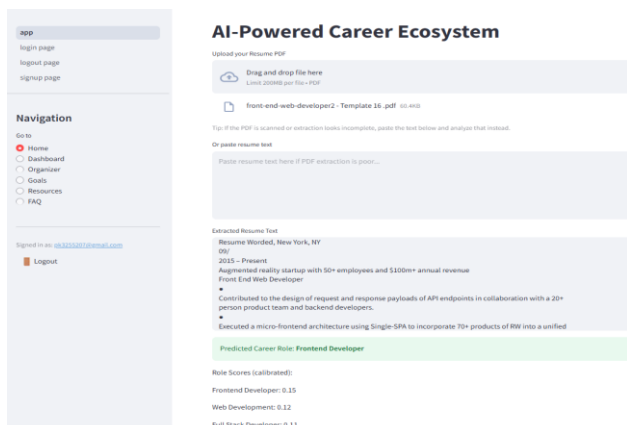 app
login page
logout page
signup page
Navigation
Go to
Home
Dashboard
Organizer
Goals
Resources
FAQ
Signed in as:
Logout
AI-Powered Career Ecosystem
Upload your Resume PDF
Drag and drop file here
Limit 200MB per file • PDF
front-end-web-developer2 - Template 16 .pdf
Tip: If the PDF is scanned or extraction looks incomplete, paste the text below and analyze that instead.
Or paste resume text
Paste resume text here if PDF extraction is poor...
Extracted Resume Text
Resume Worded, New York, NY
09/
2015 – Present
Augmented reality startup with 50+ employees and $100m+ annual revenue
Front End Web Developer
•
Contributed to the design of request and response payloads of API endpoints in collaboration with a 20+
person product team and backend developers.
•
Executed a micro-frontend architecture using Single-SPA to incorporate 70+ products of RW into a unified
Predicted Career Role: Frontend Developer
Role Scores (calibrated):
Frontend Developer: 0.15
Web Development: 0.12
Full Stack Developer: 0.11